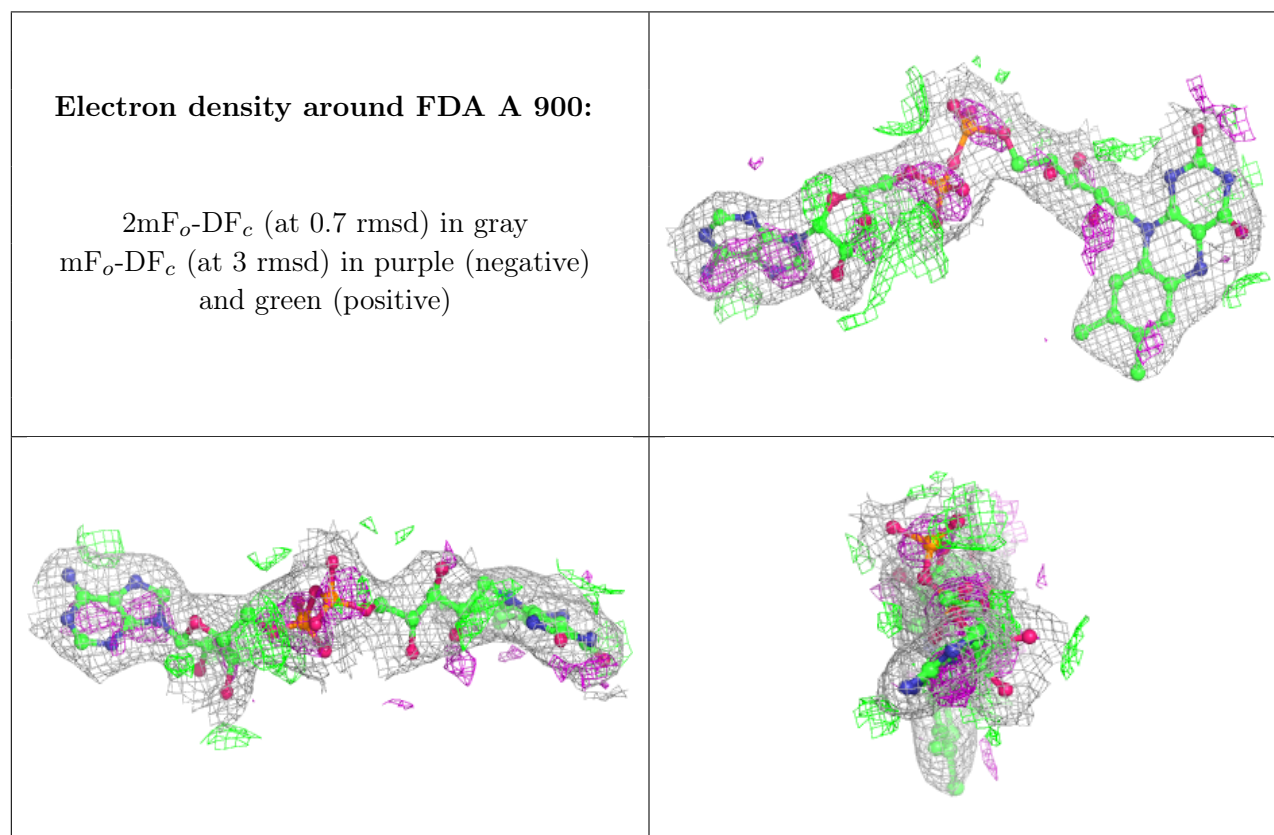 Electron density around FDA A 900:
2mFo-DFc (at 0.7 rmsd) in gray
mFo-DFc (at 3 rmsd) in purple (negative)
and green (positive)